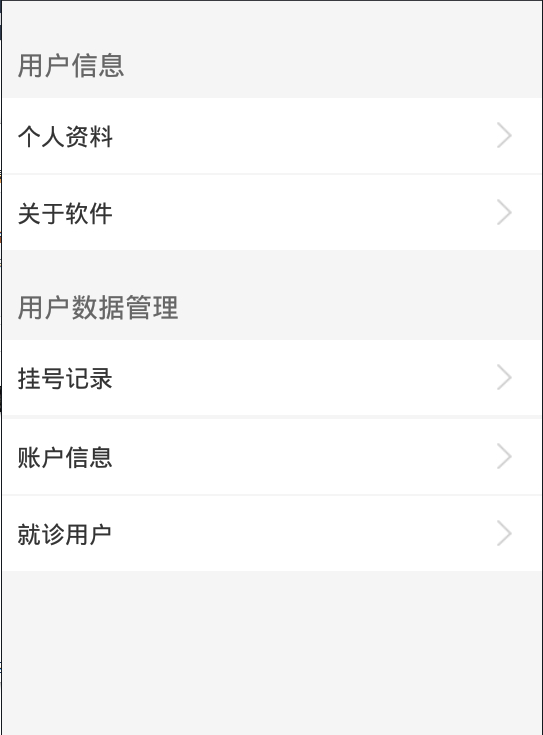 用户信息
个人资料
关于软件
用户数据管理
挂号记录
账户信息
就诊用户